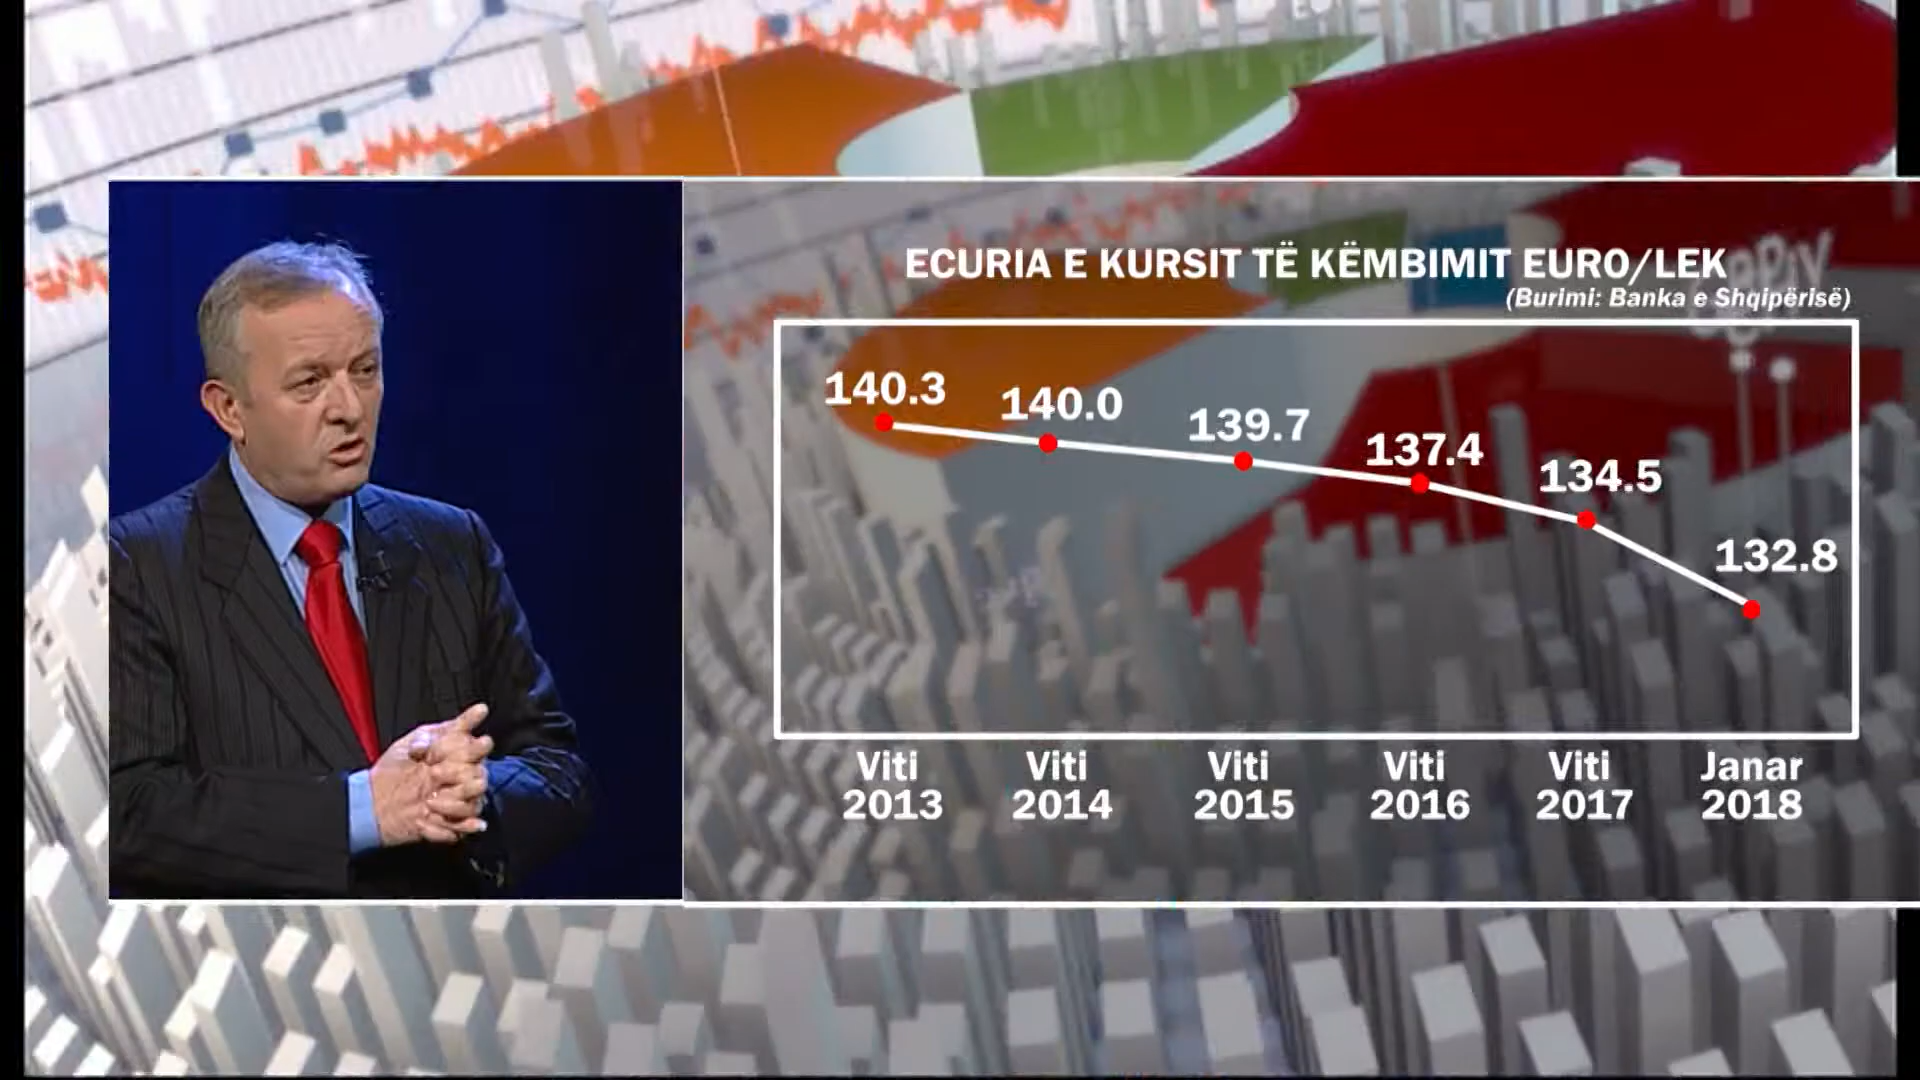 ECURIA E KURSIT TË KËMBIMIT EURO/LEK
(Burimi: Banka e Shqipërisë)
140.3
140.0
139.7
137.4
134.5
132.8
Viti 2013
Viti 2014
Viti 2015
Viti 2016
Viti 2017
Janar 2018